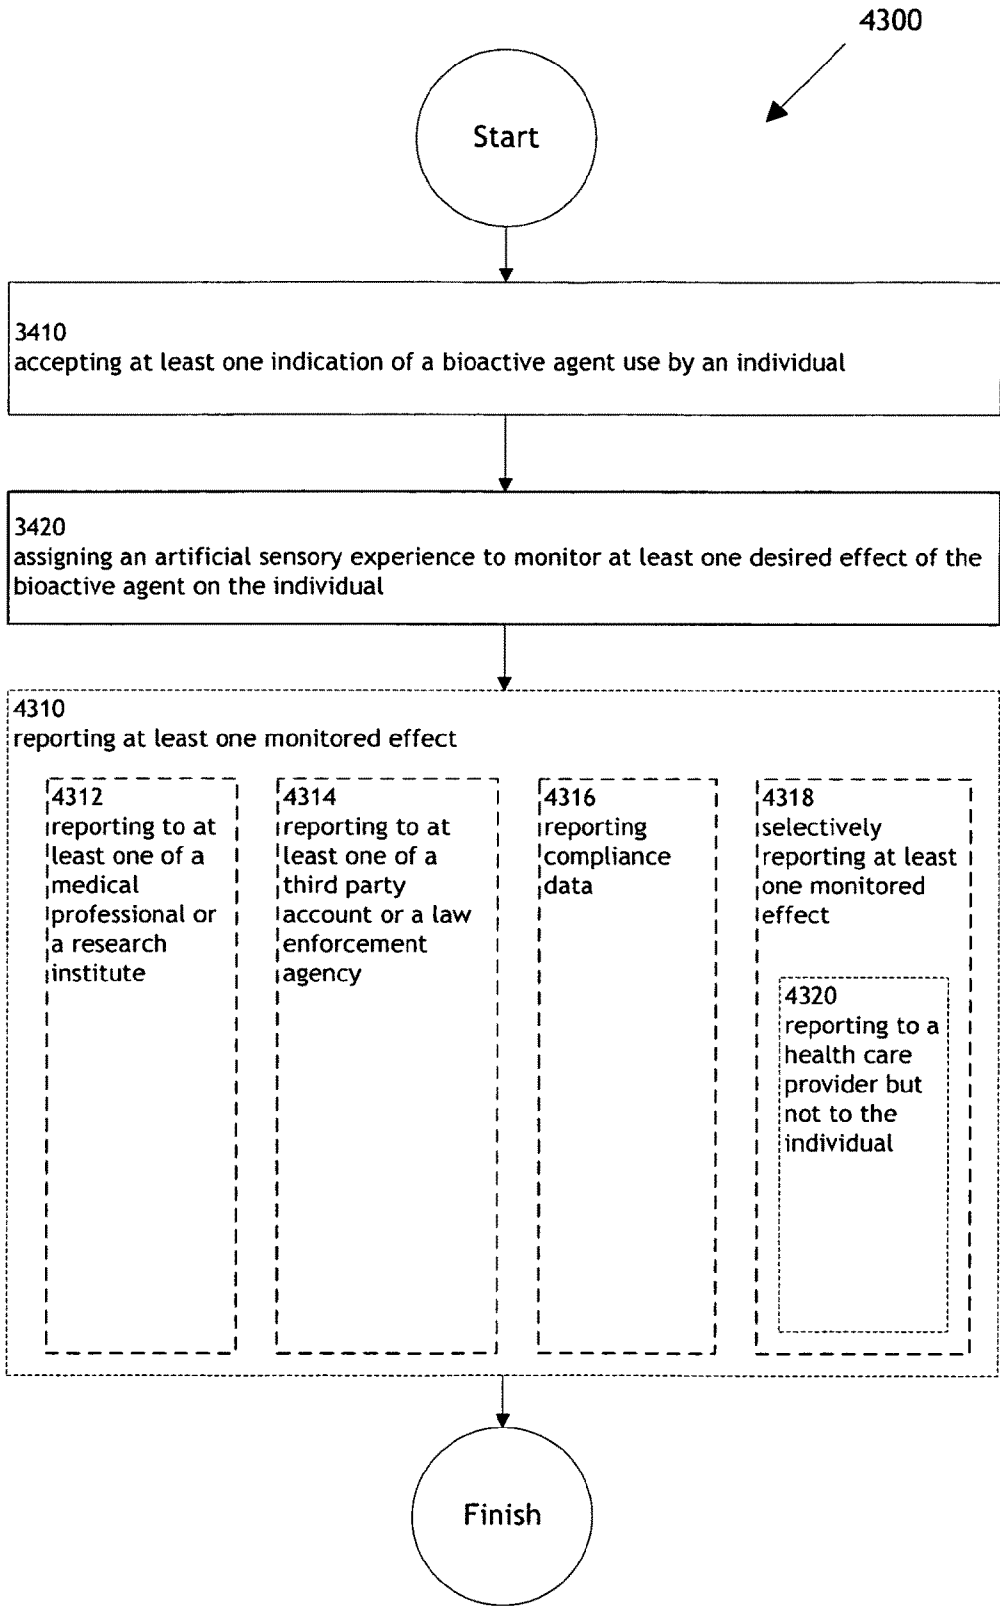 4300
Start
3410
accepting at least one indication of a bioactive agent use by an individual
3420
assigning an artificial sensory experience to monitor at least one desired effect of the
bioactive agent on the individual
4310
reporting at least one monitored effect
4312
reporting to at
least one of a
medical
professional or
a research
institute
4314
reporting to at
least one of a
third party
account or a law
enforcement
agency
4316
reporting
compliance
data
4318
selectively
reporting at least
one monitored
effect
4320
reporting to a
health care
provider but
not to the
individual
Finish